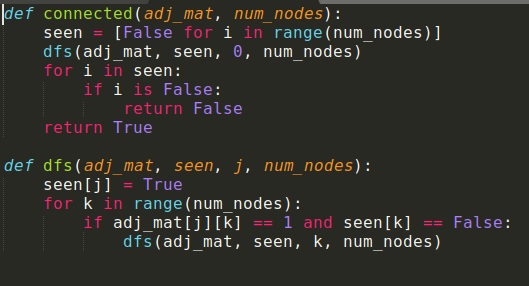 def connected(adj_mat, num_nodes):
    seen = [False for i in range(num_nodes)]
    dfs(adj_mat, seen, 0, num_nodes)
    for i in seen:
        if i is False:
            return False
    return True

def dfs(adj_mat, seen, j, num_nodes):
    seen[j] = True
    for k in range(num_nodes):
        if adj_mat[j][k] == 1 and seen[k] == False:
            dfs(adj_mat, seen, k, num_nodes)